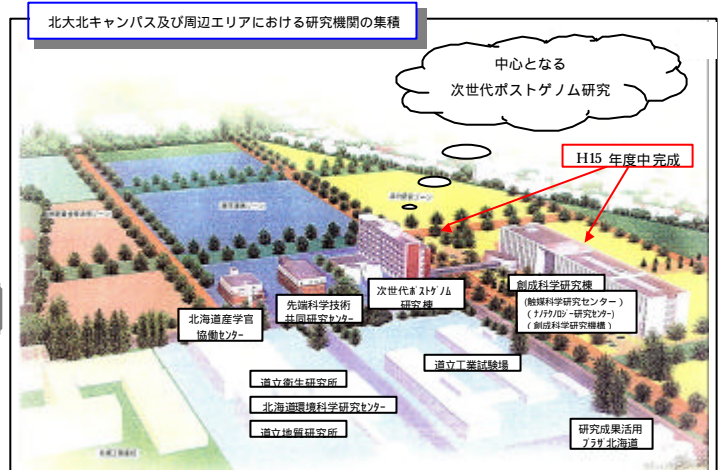 北大北キャンパス及び周辺エリアにおける研究機関の集積
中心となる
次世代ポストゲノム研究
H15 年度中完成
次世代ﾎﾟｽﾄｹﾞﾉﾑ
研究棟
創成科学研究棟
(触媒科学研究センター)
(ﾅﾉﾃｸﾉﾛｼﾞｰ研究ｾﾝﾀｰ)
(創成科学研究機構)
先端科学技術
共同研究ｾﾝﾀｰ
北海道産学官
協働ｾﾝﾀｰ
道立工業試験場
道立衛生研究所
北海道環境科学研究ｾﾝﾀｰ
道立地質研究所
研究成果活用
ﾌﾟﾗｻﾞ北海道